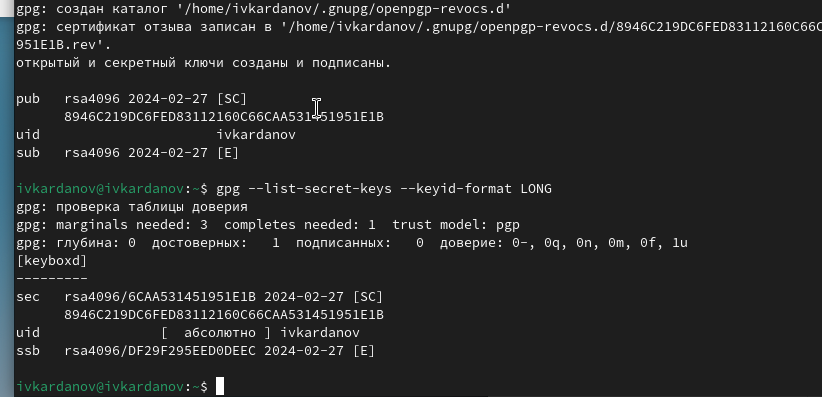 gpg: создан каталог '/home/ivkardanov/.gnupg/openpgp-revocs.d'
gpg: сертификат отзыва записан в '/home/ivkardanov/.gnupg/openpgp-revocs.d/8946C219DC6FED83112160C66C
951E1B.rev'.
открытый и секретный ключи созданы и подписаны.
pub   rsa4096 2024-02-27 [SC]
      8946C219DC6FED83112160C66CAA531451951E1B
uid                      ivkardanov
sub   rsa4096 2024-02-27 [E]
ivkardanov@ivkardanov:~$ gpg --list-secret-keys --keyid-format LONG
gpg: проверка таблицы доверия
gpg: marginals needed: 3  completes needed: 1  trust model: pgp
gpg: глубина: 0  достоверных:   1  подписанных:   0  доверие: 0-, 0q, 0n, 0m, 0f, 1u
[keyboxd]
---------
sec   rsa4096/6CAA531451951E1B 2024-02-27 [SC]
      8946C219DC6FED83112160C66CAA531451951E1B
uid               [  абсолютно ] ivkardanov
ssb   rsa4096/DF29F295EED0DEEC 2024-02-27 [E]
ivkardanov@ivkardanov:~$